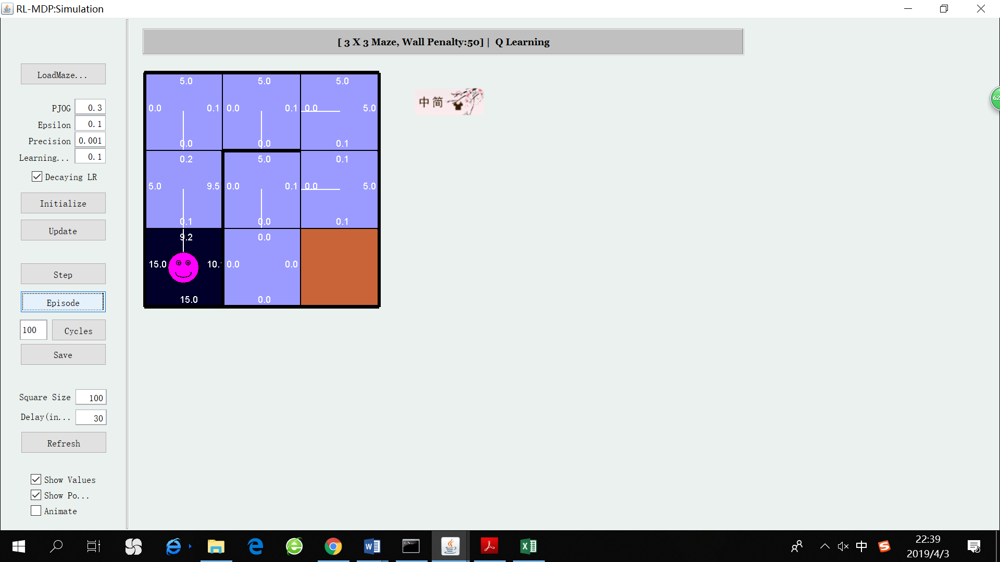 RL-MDP:Simulation
[ 3 X 3 Maze, Wall Penalty:50] | Q Learning
LoadMaze...
PJOG 0.3
Epsilon 0.1
Precision 0.001
Learning... 0.1
Decaying LR
Initialize
Update
Step
Episode
100 Cycles
Save
Square Size 100
Delay(in... 30
Refresh
Show Values
Show Po...
Animate
5.0 5.0 5.0
0.0 0.1 0.0 0.1 0.0 5.0
0.0 0.0 0.1
0.2 5.0 0.1
5.0 9.5 0.0 0.1 0.0 5.0
0.1 0.0 0.1
9.2 0.0
15.0 10. 0.0 0.0
15.0 0.0
中 简
62
中
22:39
2019/4/3